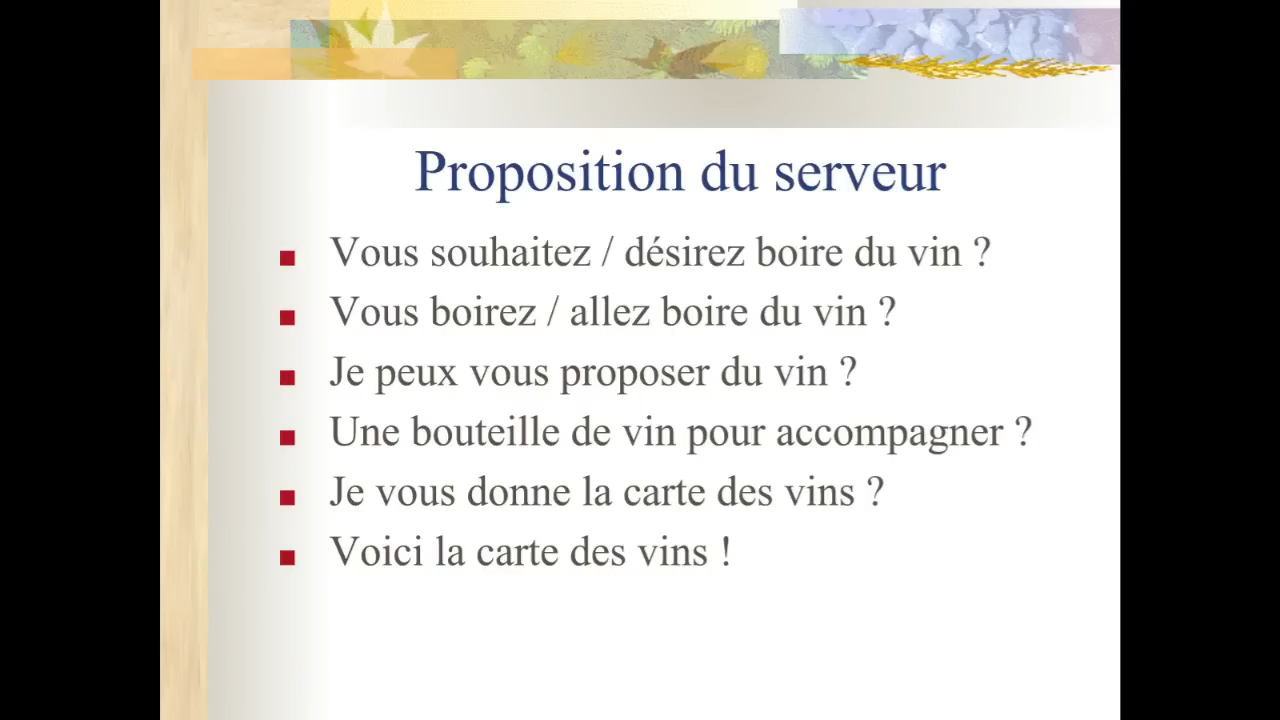 Proposition du serveur
Vous souhaitez / désirez boire du vin ?
Vous boirez / allez boire du vin ?
Je peux vous proposer du vin ?
Une bouteille de vin pour accompagner ?
Je vous donne la carte des vins ?
Voici la carte des vins !